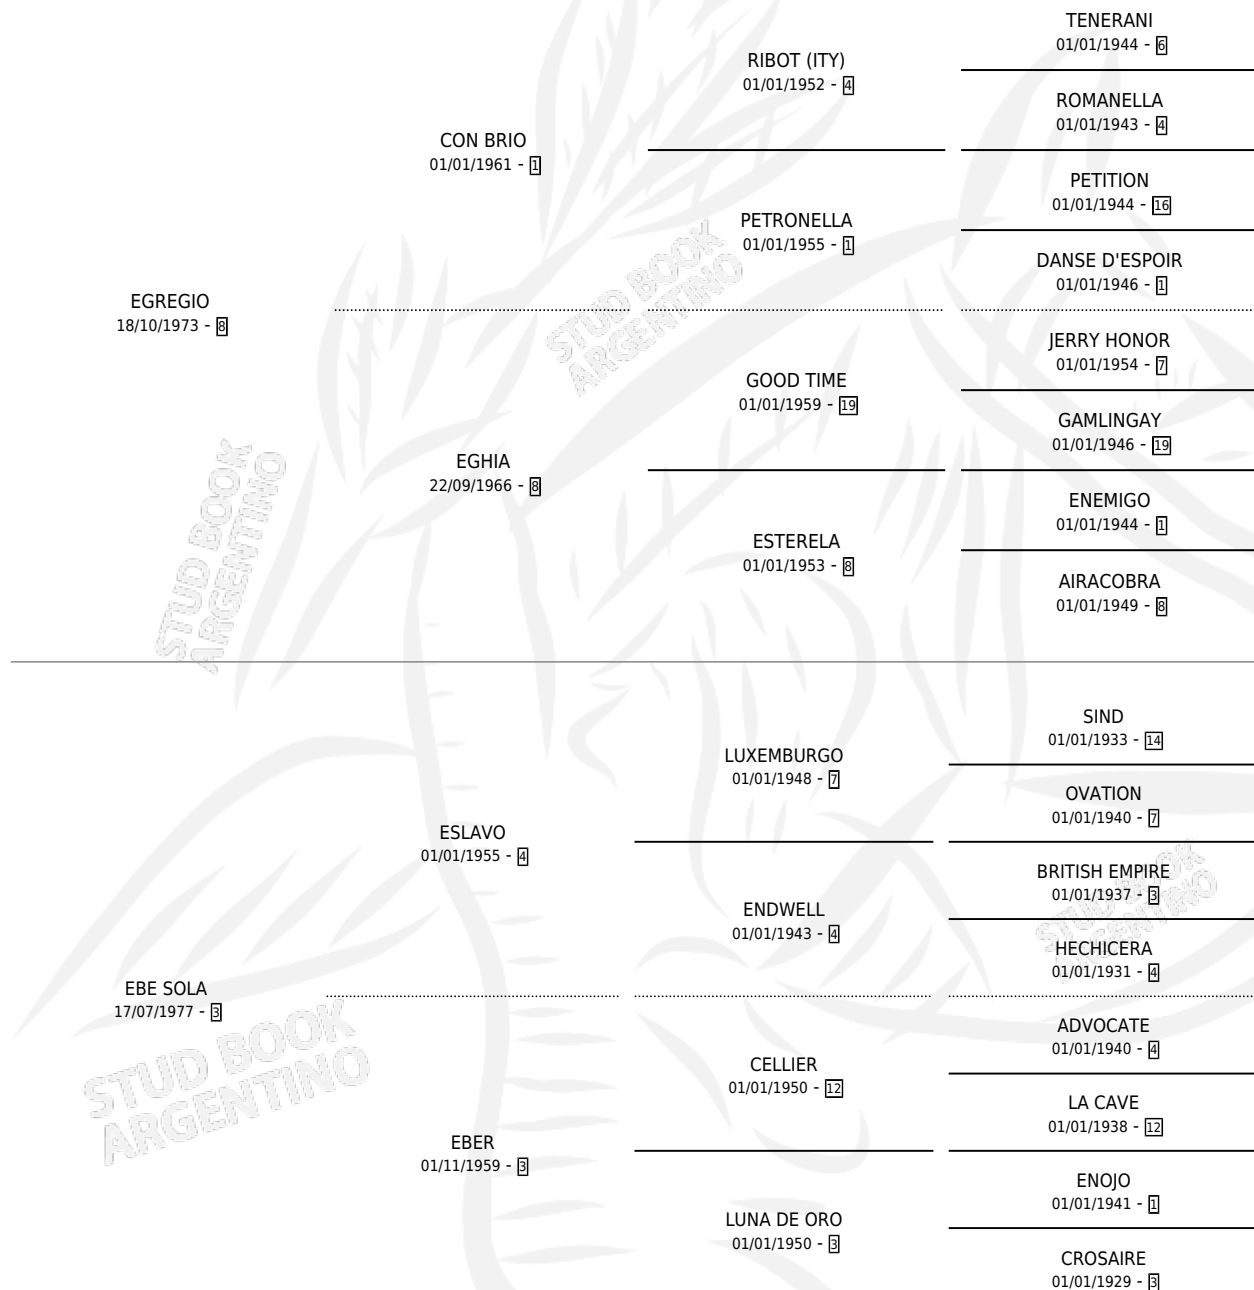 TENERANI
01/01/1944 - 6
RIBOT (ITY)
01/01/1952 - 4
ROMANELLA
01/01/1943 - 4
CON BRIO
01/01/1961 - 1
PETITION
01/01/1944 - 16
PETRONELLA
01/01/1955 - 1
DANSE D'ESPOIR
01/01/1946 - 1
STUD BOOK
ARGENTINO
EGREGIO
18/10/1973 - 8
JERRY HONOR
01/01/1954 - 7
GOOD TIME
01/01/1959 - 19
GAMLINGAY
01/01/1946 - 19
EGHIA
22/09/1966 - 8
ENEMIGO
01/01/1944 - 1
ESTERELA
01/01/1953 - 8
AIRACOBRA
01/01/1949 - 8
STUD BOOK
ARGENTINO
SIND
01/01/1933 - 14
LUXEMBURGO
01/01/1948 - 7
OVATION
01/01/1940 - 7
ESLAVO
01/01/1955 - 4
BRITISH EMPIRE
01/01/1937 - 3
ENDWELL
01/01/1943 - 4
HECHICERA
01/01/1931 - 4
STUD BOOK
ARGENTINO
EBE SOLA
17/07/1977 - 3
ADVOCATE
01/01/1940 - 4
CELLIER
01/01/1950 - 12
LA CAVE
01/01/1938 - 12
STUD BOOK
ARGENTINO
EBER
01/11/1959 - 3
ENOJO
01/01/1941 - 1
LUNA DE ORO
01/01/1950 - 3
CROSAIRE
01/01/1929 - 3